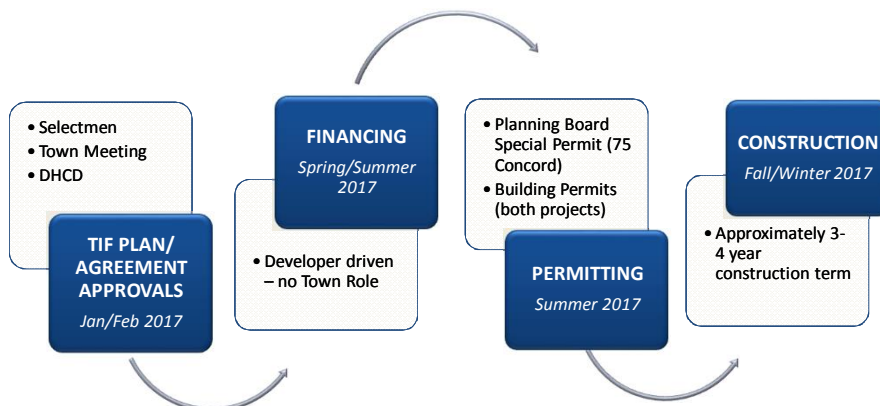 • Selectmen
• Town Meeting
• DHCD
TIF PLAN/
AGREEMENT
APPROVALS
Jan/Feb 2017
FINANCING
Spring/Summer
2017
• Developer driven
– no Town Role
• Planning Board
Special Permit (75
Concord)
• Building Permits
(both projects)
PERMITTING
Summer 2017
CONSTRUCTION
Fall/Winter 2017
• Approximately 3-
4 year
construction term